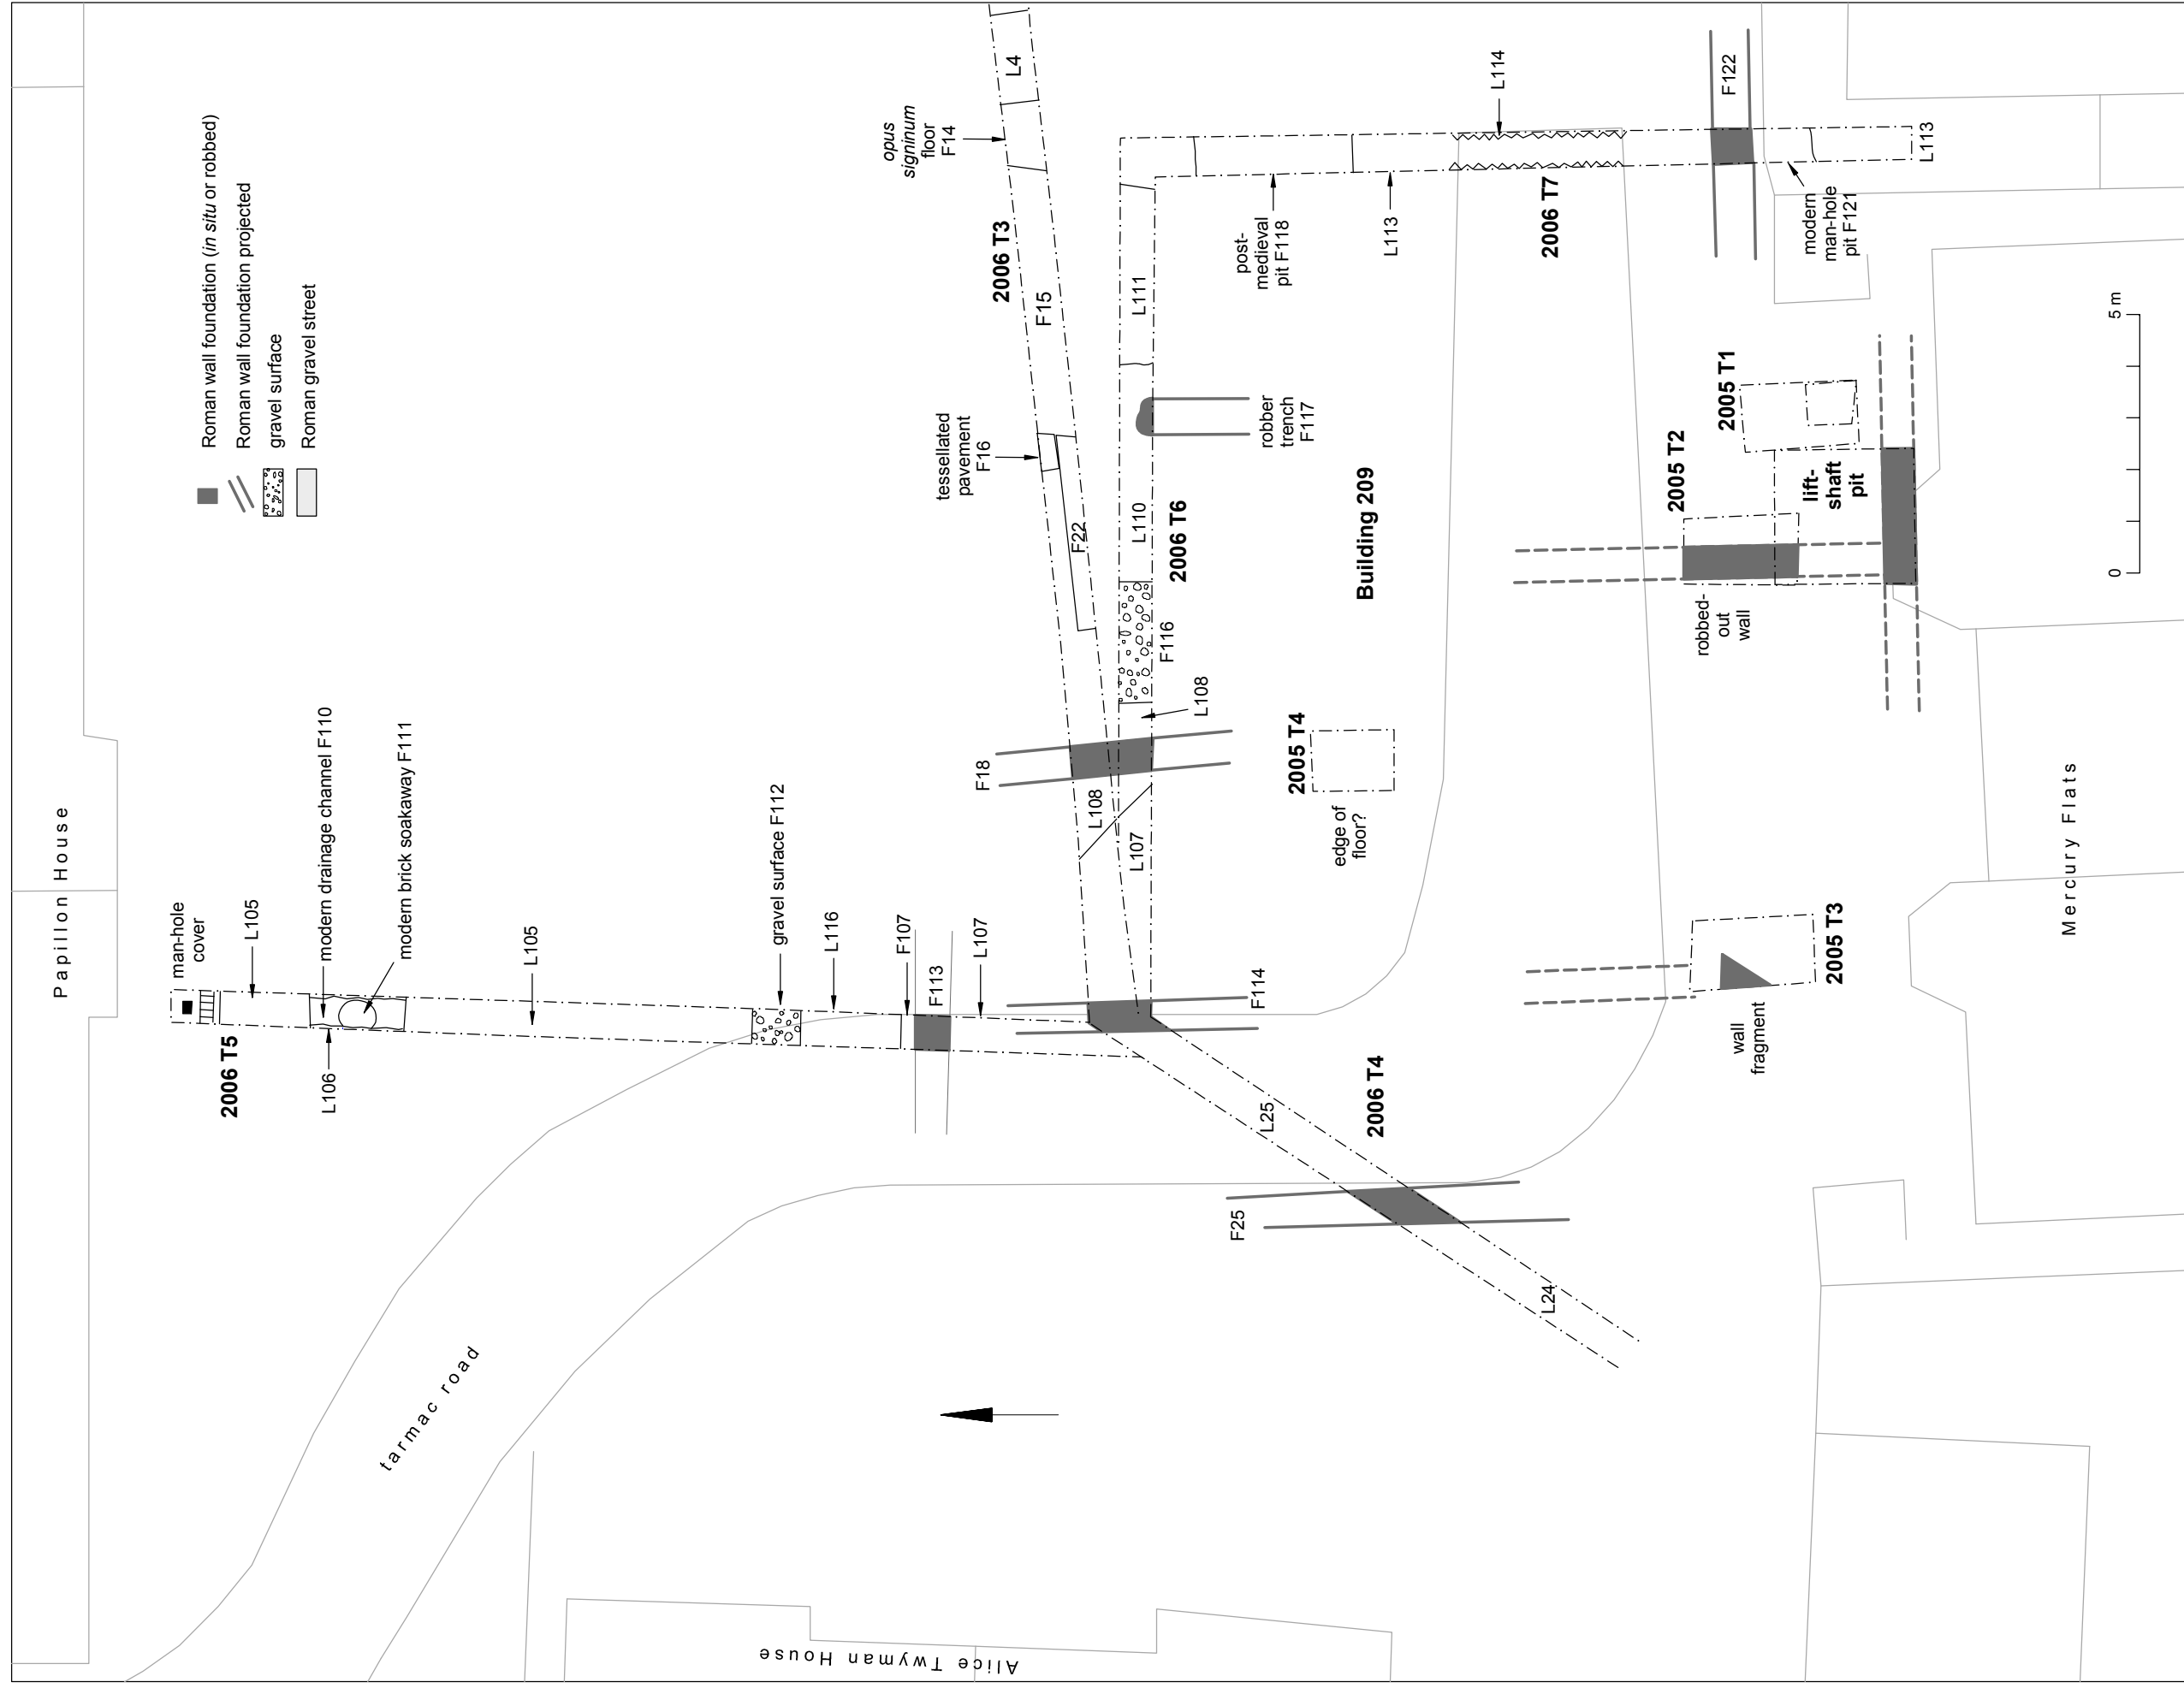 Papillon House
Roman wall foundation (in situ or robbed)
Roman wall foundation projected
gravel surface
Roman gravel street
man-hole
cover
L105
modern drainage channel F110
modern brick soakaway F111
2006 T5
L106
L105
gravel surface F112
L116
F107
F113
L107
tarmac road
Alice Twyman House
opus
signinum
floor
F14
L4
2006 T3
F15
tessellated
pavement
F16
F22
F18
L108
L107
L108
F116
L110
2006 T6
L111
robber
trench
F117
F114
L25
2006 T4
F25
L24
Building 209
2005 T4
edge of
floor?
post-
medieval
pit F118
L113
L114
2006 T7
F122
modern
man-hole
pit F121
L113
2005 T1
2005 T2
lift-
shaft
pit
robbed-
out
wall
2005 T3
wall
fragment
Mercury Flats
0
5 m